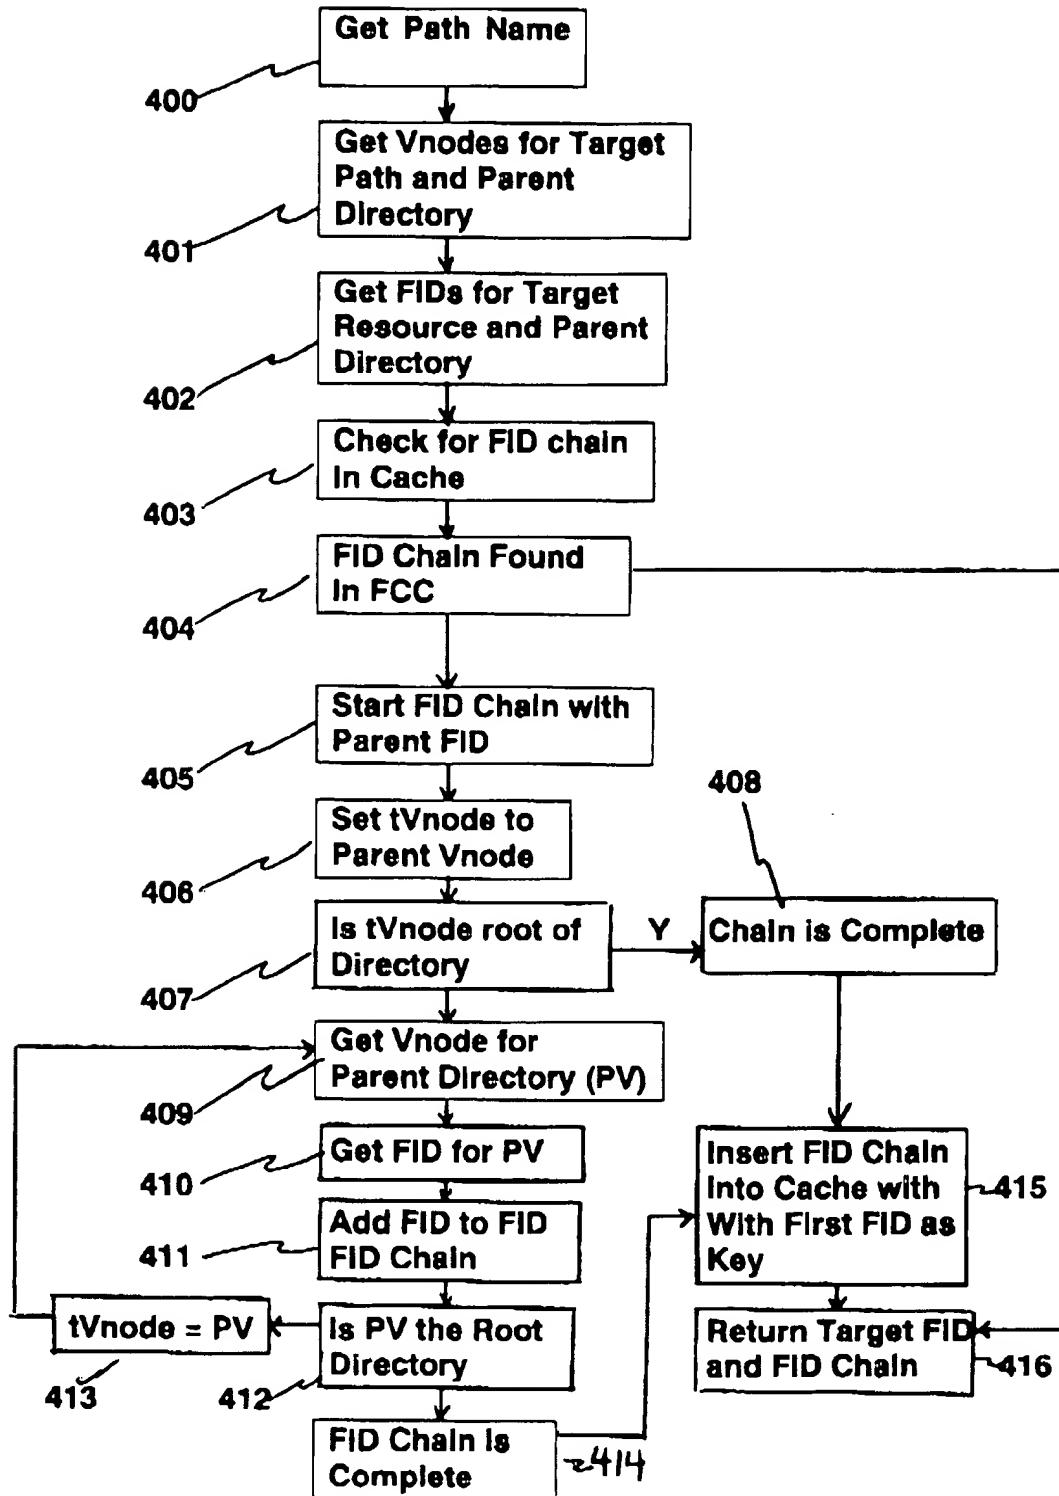 Get Path Name
400
Get Vnodes for Target
Path and Parent
Directory
401
Get FIDs for Target
Resource and Parent
Directory
402
Check for FID chain
In Cache
403
FID Chain Found
In FCC
404
Start FID Chain with
Parent FID
405
408
Set tVnode to
Parent Vnode
406
Is tVnode root of
Directory
407
Y
Chain is Complete
Get Vnode for
Parent Directory (PV)
409
Get FID for PV
410
Add FID to FID
FID Chain
411
Insert FID Chain
Into Cache with
With First FID as
Key
415
tVnode = PV
413
Is PV the Root
Directory
412
Return Target FID
and FID Chain
416
FID Chain is
Complete
414